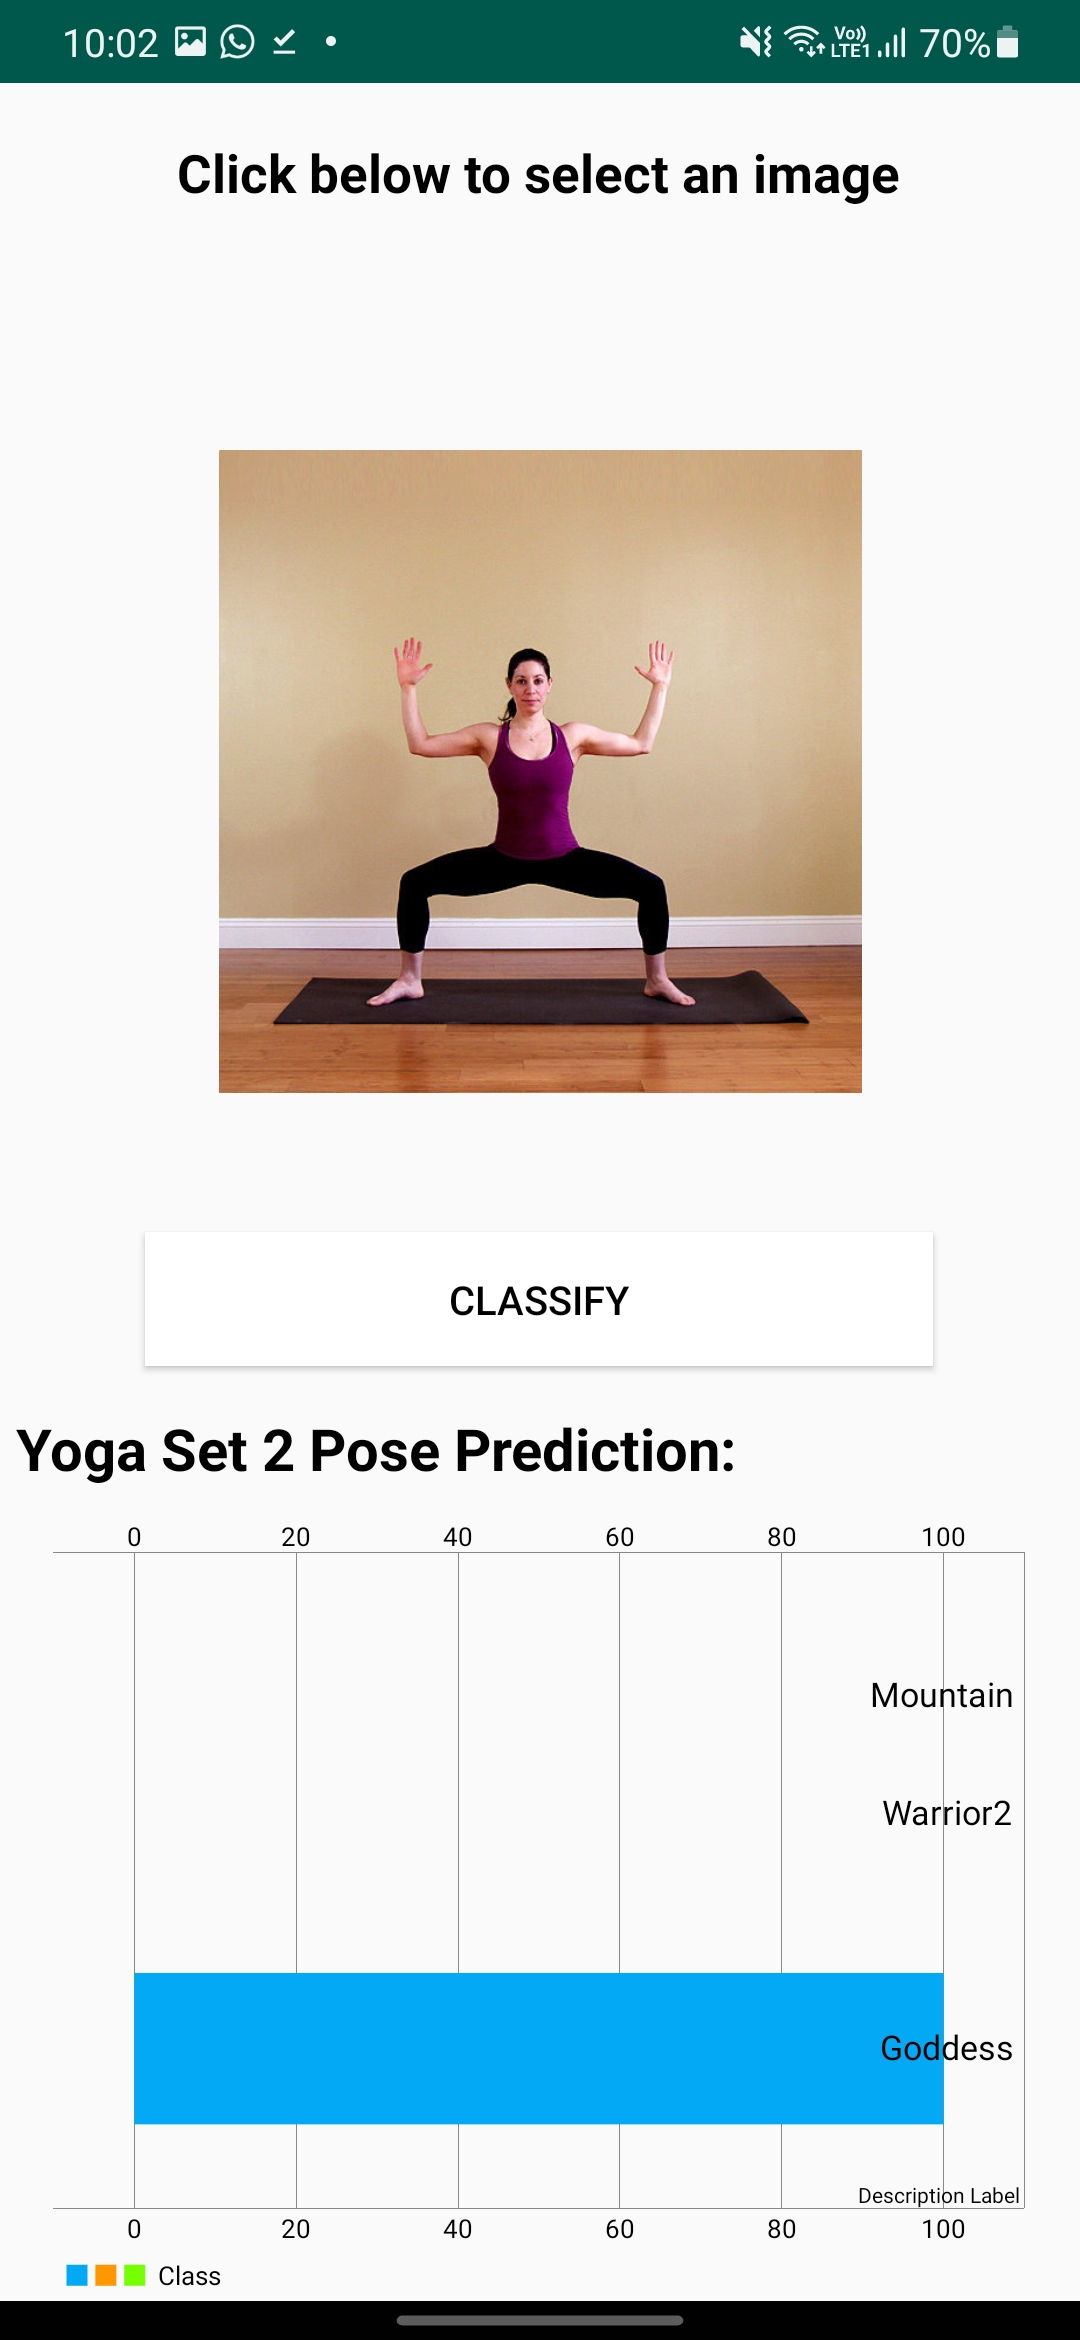 10:02 Vo)) LTE1 70%
Click below to select an image
CLASSIFY
Yoga Set 2 Pose Prediction:
0 20 40 60 80 100
Mountain
Warrior2
Goddess
Description Label
0 20 40 60 80 100
Class